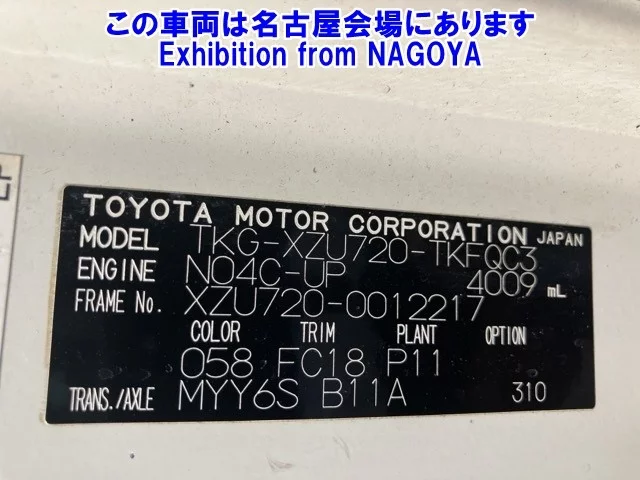 この車両は名古屋会場にあります
Exhibition from NAGOYA
TOYOTA MOTOR CORPORATION JAPAN
MODEL TKG-XZU720-TKFQC3
ENGINE N04C-UP 4009 mL
FRAME No. XZU720-0012217
COLOR TRIM PLANT OPTION
058 FC18 P11
TRANS./AXLE MYY6S B11A 310